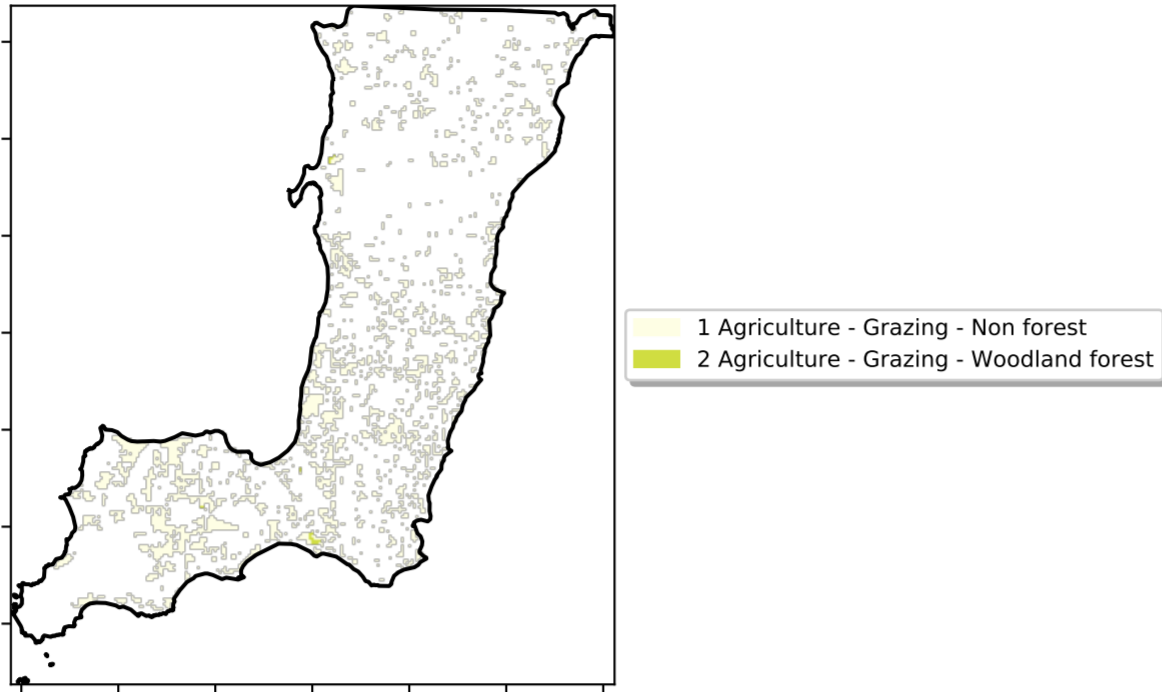 1 Agriculture - Grazing - Non forest
2 Agriculture - Grazing - Woodland forest